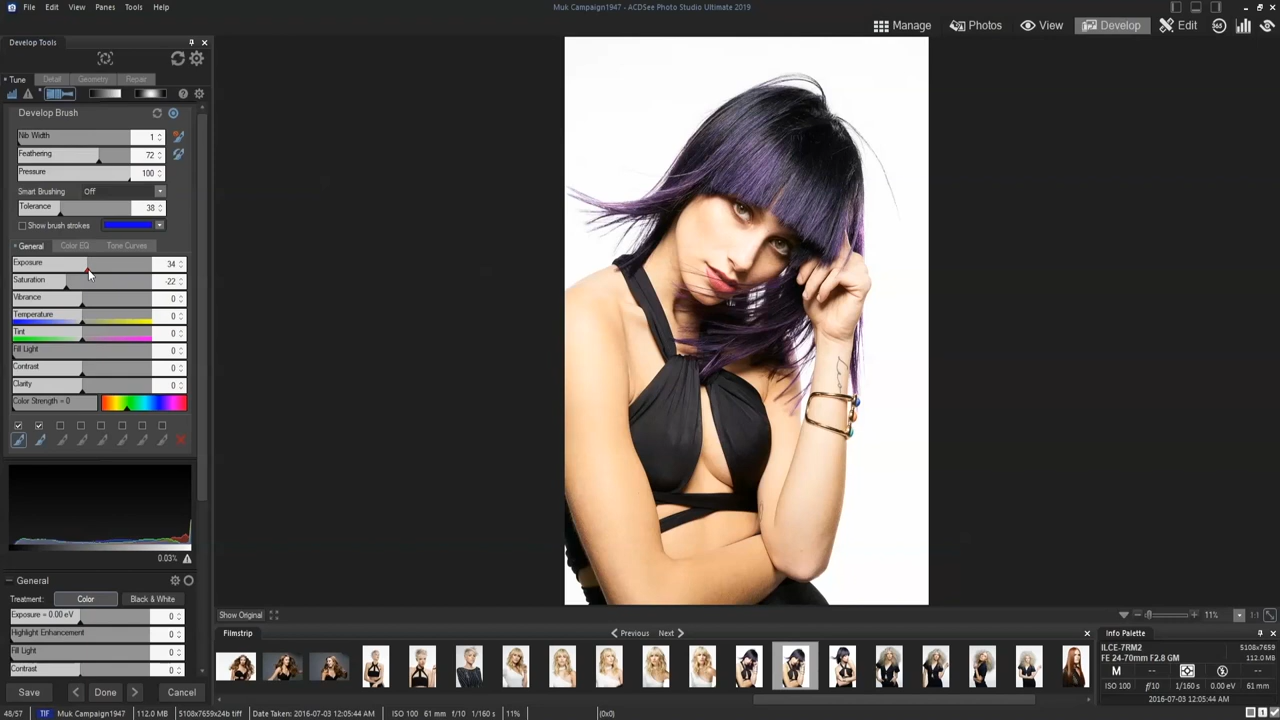 File Edit View Panes Tools Help
Muk Campaign1947 - ACDSee Photo Studio Ultimate 2019
Manage Photos View Develop Edit 365
Develop Tools
Tune Detail Geometry Repair
Develop Brush
Nib Width 1
Feathering 72
Pressure 100
Smart Brushing Off
Tolerance 38
Show brush strokes
General Color EQ Tone Curves
Exposure 34
Saturation -22
Vibrance 0
Temperature 0
Tint 0
Fill Light 0
Contrast 0
Clarity 0
Color Strength = 0
0.03%
General
Treatment: Color Black & White
Exposure = 0.00 eV 0
Highlight Enhancement 0
Fill Light 0
Contrast 0
Show Original
11% 1:1
Filmstrip Previous Next
Info Palette
ILCE-7RM2 5108x7659
FE 24-70mm F2.8 GM 112.0 MB
M --
ISO 100 f/10 1/160 s 0.00 eV --
Save Done Cancel
48/57 TIF Muk Campaign1947 112.0 MB 5108x7659x24b tiff Date Taken: 2016-07-03 12:05:44 AM ISO 100 61 mm f/10 1/160 s 11% (0x0)
61 mm
2016-07-03 12:05:44 AM